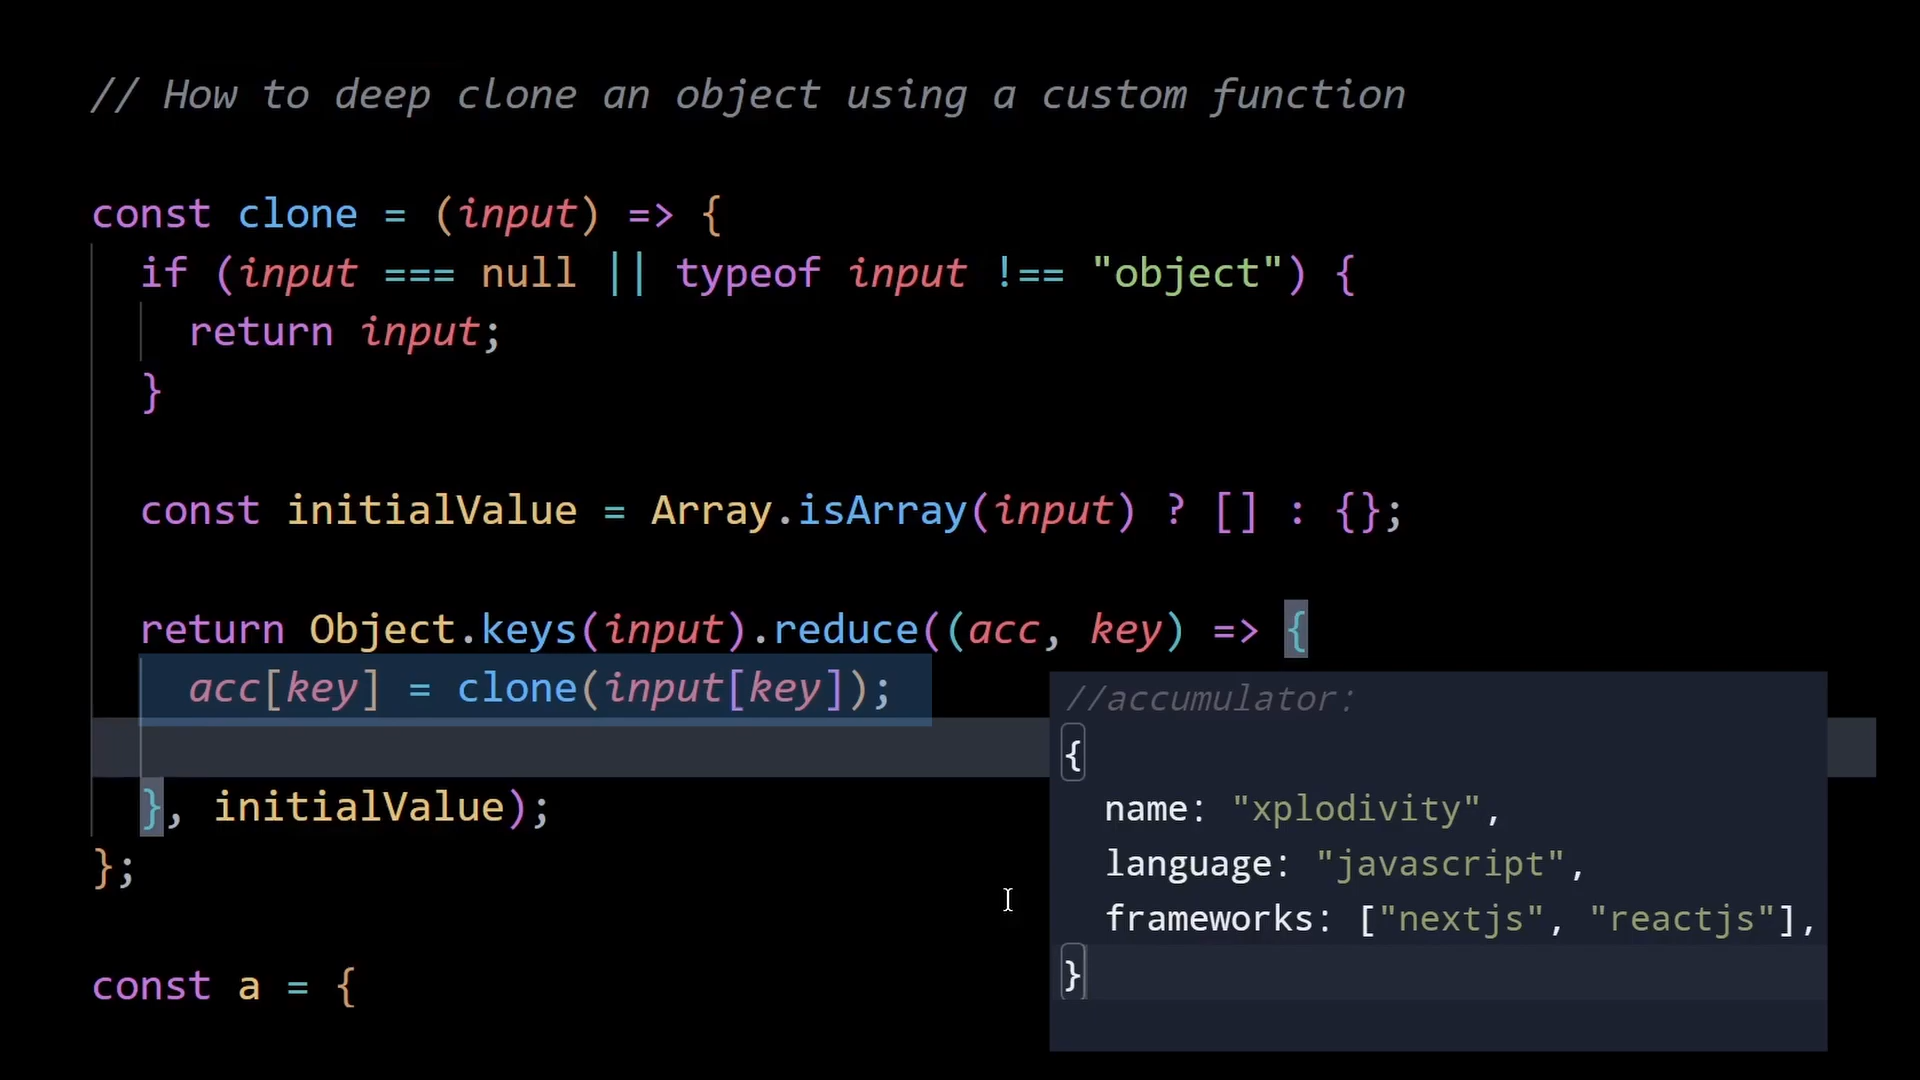 // How to deep clone an object using a custom function
const clone = (input) => {
if (input === null || typeof input !== "object") {
return input;
}
const initialValue = Array.isArray(input) ? [] : {};
return Object.keys(input).reduce((acc, key) => {
acc[key] = clone(input[key]);
}, initialValue);
};
const a = {
//accumulator:
{
name: "xplodivity",
language: "javascript",
frameworks: ["nextjs", "reactjs"],
}